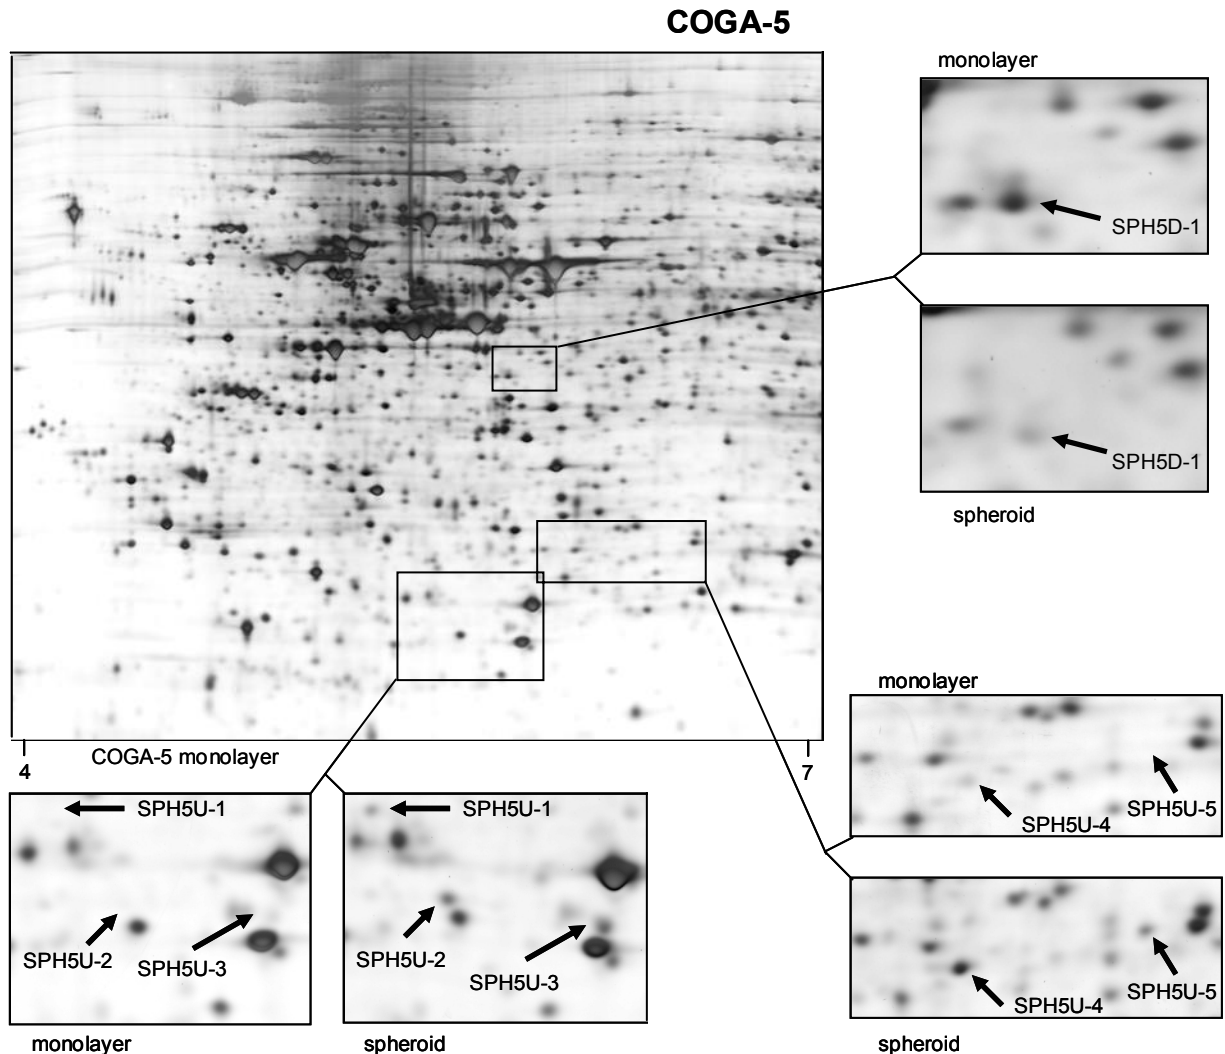 COGA-5
monolayer
SPH5D-1
SPH5D-1
spheroid
4
COGA-5 monolayer
7
SPH5U-1
SPH5U-2
SPH5U-3
monolayer
SPH5U-1
SPH5U-2
SPH5U-3
spheroid
monolayer
SPH5U-5
SPH5U-4
SPH5U-5
SPH5U-4
spheroid